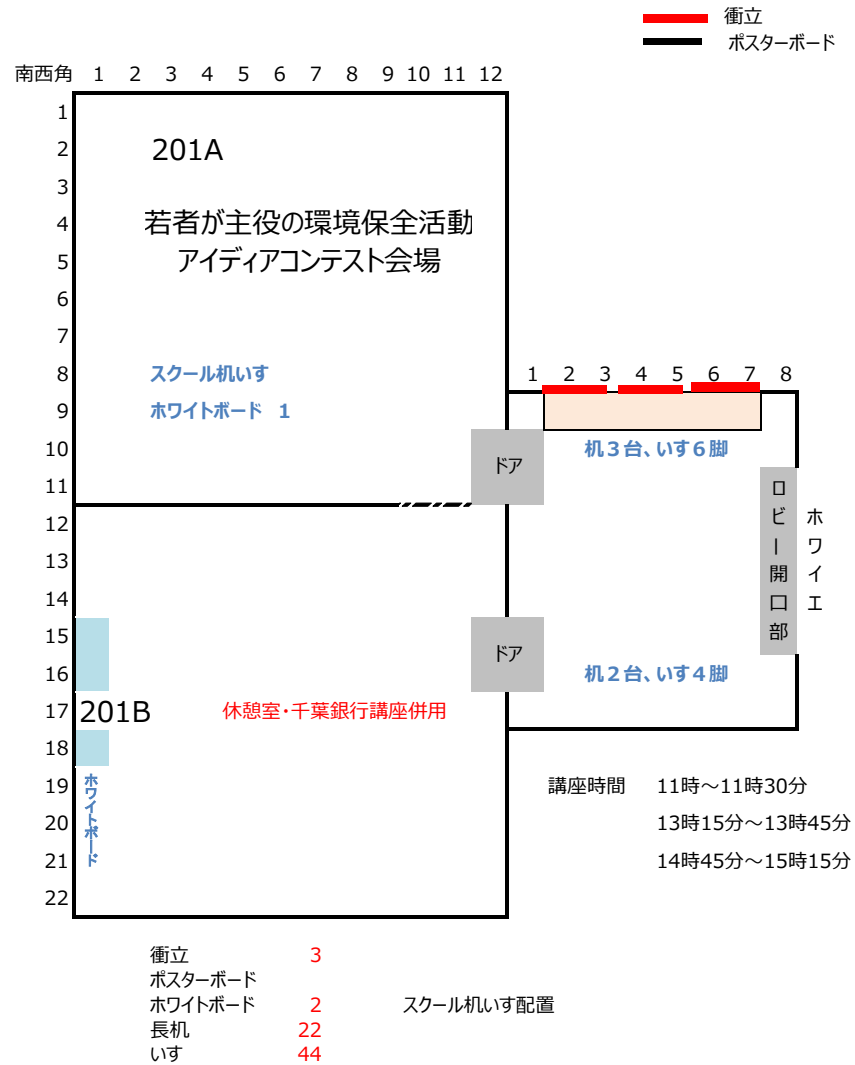 衝立
ポスターボード
南西角 1 2 3 4 5 6 7 8 9 10 11 12
1
2
201A
3
4
若者が主役の環境保全活動
5
アイディアコンテスト会場
6
7
8
スクール机いす
1 2 3 4 5 6 7 8
9
ホワイトボード 1
10
机３台、いす６脚
ドア
11
ロビー開口部
ホワイエ
12
13
14
15
ドア
16
机２台、いす４脚
17
201B
休憩室・千葉銀行講座併用
18
19
ホワイトボード
講座時間 11時～11時30分
20
13時15分～13時45分
21
14時45分～15時15分
22
衝立 3
ポスターボード
ホワイトボード 2 スクール机いす配置
長机 22
いす 44